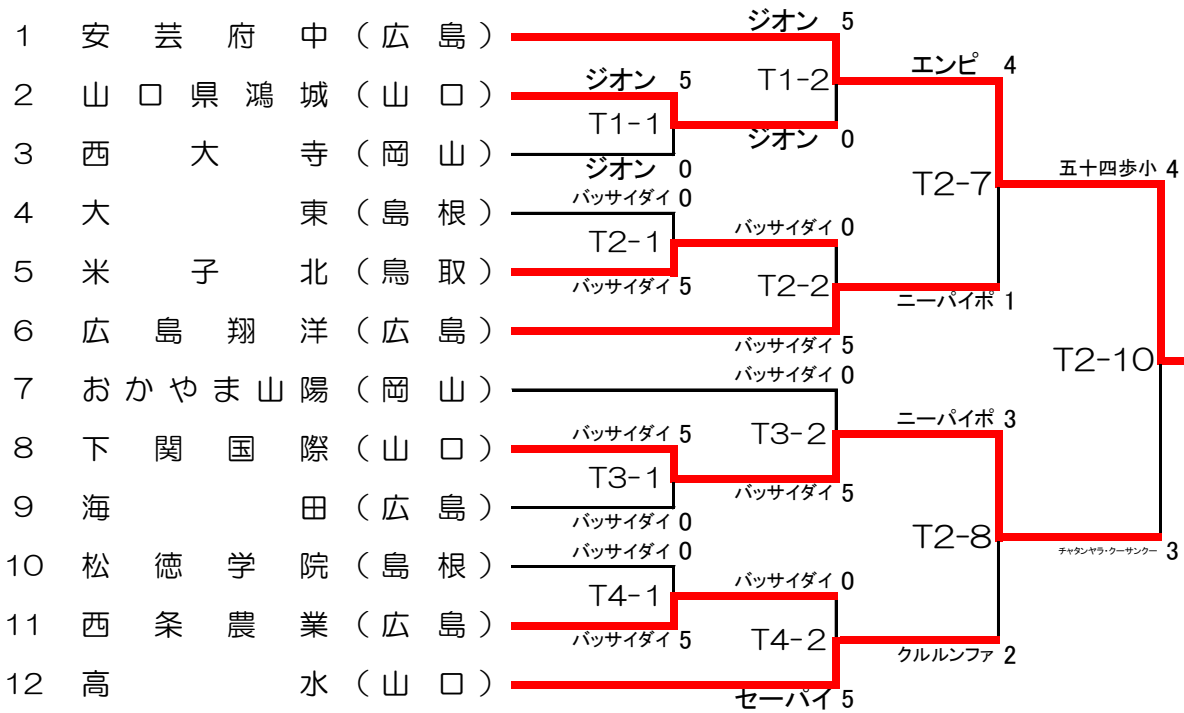 ジオン 5
1 安芸府中（広島）
エンピ 4
ジオン 5
T1-2
2 山口県鴻城（山口）
T1-1
ジオン 0
3 西大寺（岡山）
ジオン 0
五十四歩小 4
T2-7
バッサイダイ 0
4 大東（島根）
バッサイダイ 0
T2-1
5 米子北（鳥取）
バッサイダイ 5
T2-2
ニーパイポ 1
6 広島翔洋（広島）
バッサイダイ 5
T2-10
バッサイダイ 0
7 おかやま山陽（岡山）
ニーパイポ 3
バッサイダイ 5
T3-2
8 下関国際（山口）
T3-1
バッサイダイ 5
9 海田（広島）
バッサイダイ 0
T2-8
チャタンヤラ・クーサンクー 3
バッサイダイ 0
10 松徳学院（島根）
バッサイダイ 0
T4-1
11 西条農業（広島）
バッサイダイ 5
T4-2
クルルンファ 2
12 高水（山口）
セーパイ 5